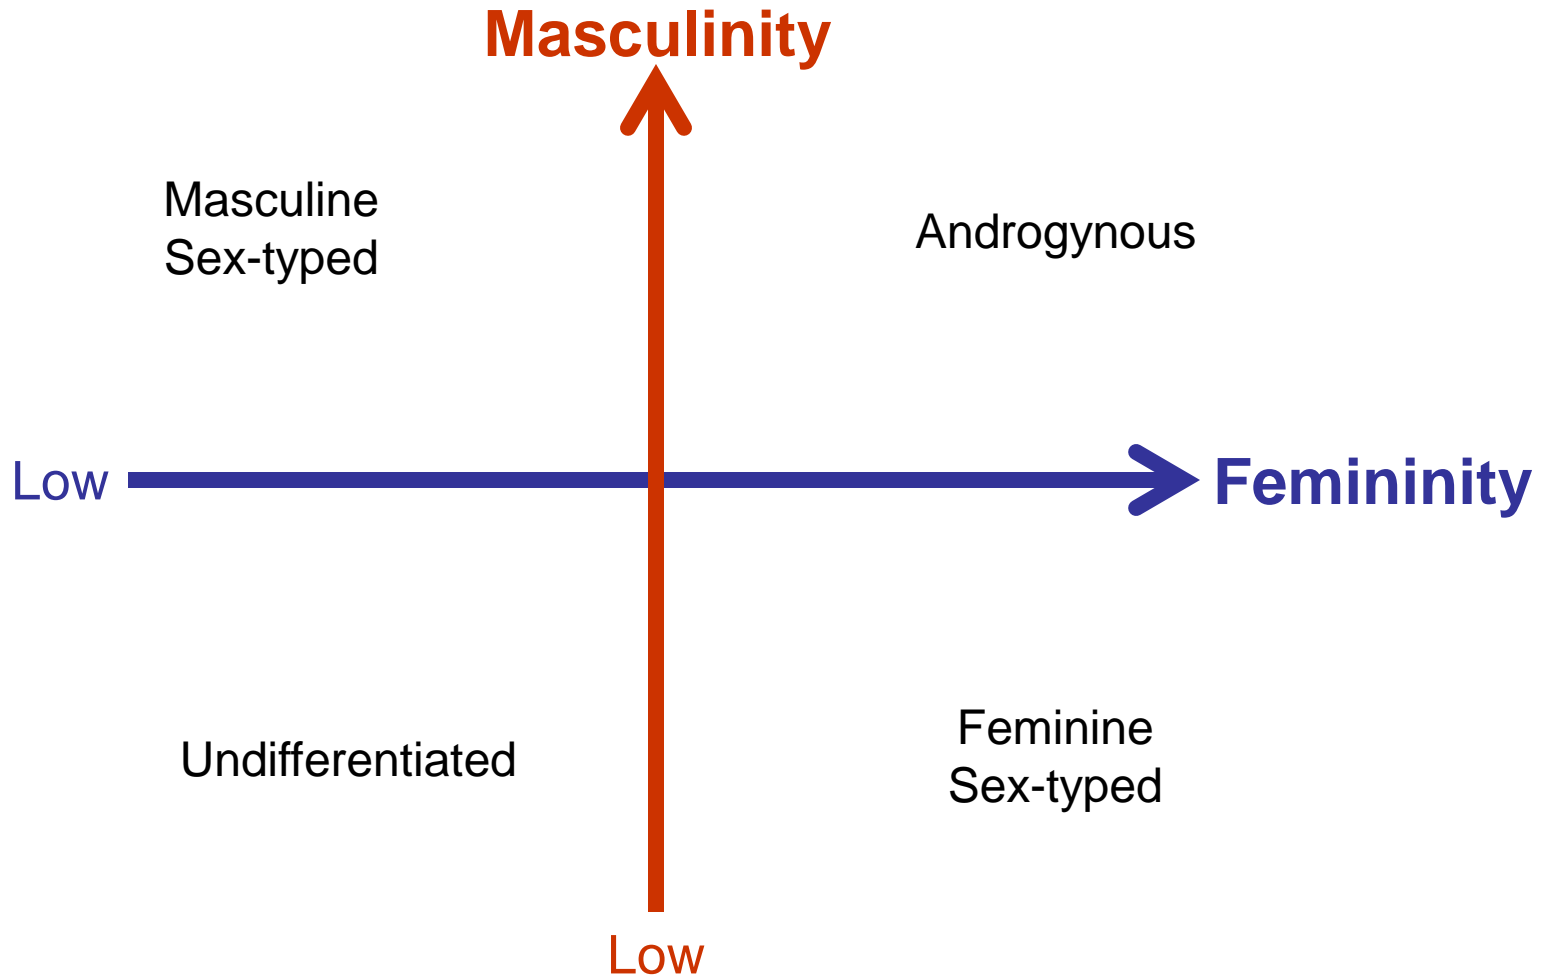 Masculinity
Masculine
Sex-typed
Androgynous
Low
Femininity
Undifferentiated
Feminine
Sex-typed
Low